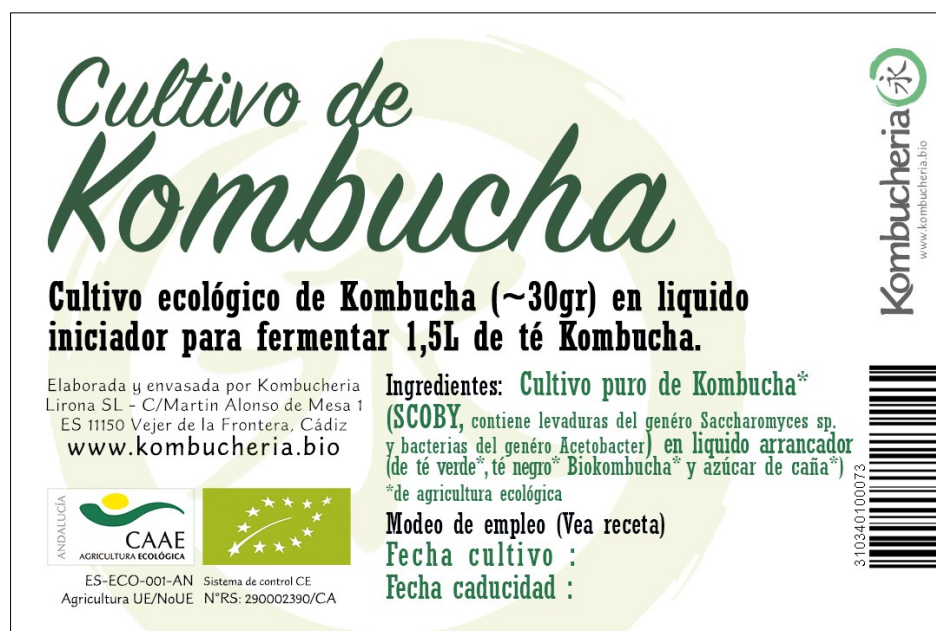 Cultivo de
Kombucha
Cultivo ecológico de Kombucha (~30gr) en liquido
iniciador para fermentar 1,5L de té Kombucha.
Elaborada y envasada por Kombucheria
Lirona SL - C/Martin Alonso de Mesa 1
ES 11150 Vejer de la Frontera, Cádiz
www.kombucheria.bio
ANDALUCÍA
CAAE
AGRICULTURA ECOLÓGICA
ES-ECO-001-AN
Agricultura UE/NoUE
Sistema de control CE
N°RS: 290002390/CA
Ingredientes: Cultivo puro de Kombucha*
(SCOBY, contiene levaduras del genéro Saccharomyces sp.
y bacterias del genéro Acetobacter) en liquido arrancador
(de té verde*, té negro* Biokombucha* y azúcar de caña*)
*de agricultura ecológica
Modeo de empleo (Vea receta)
Fecha cultivo :
Fecha caducidad :
Kombucheria
永
www.kombucheria.bio
310340100073